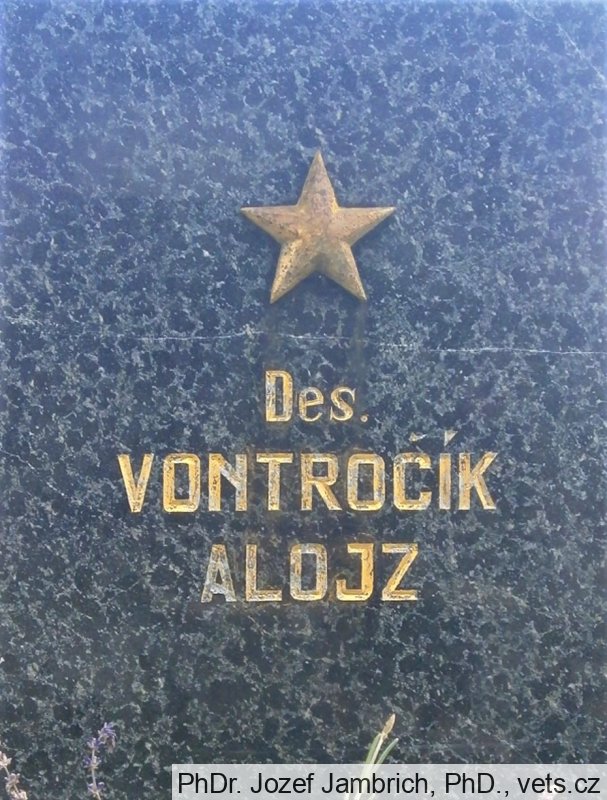 Des.
VONTROČÍK
ALOJZ
PhDr. Jozef Jambrich, PhD., vets.cz